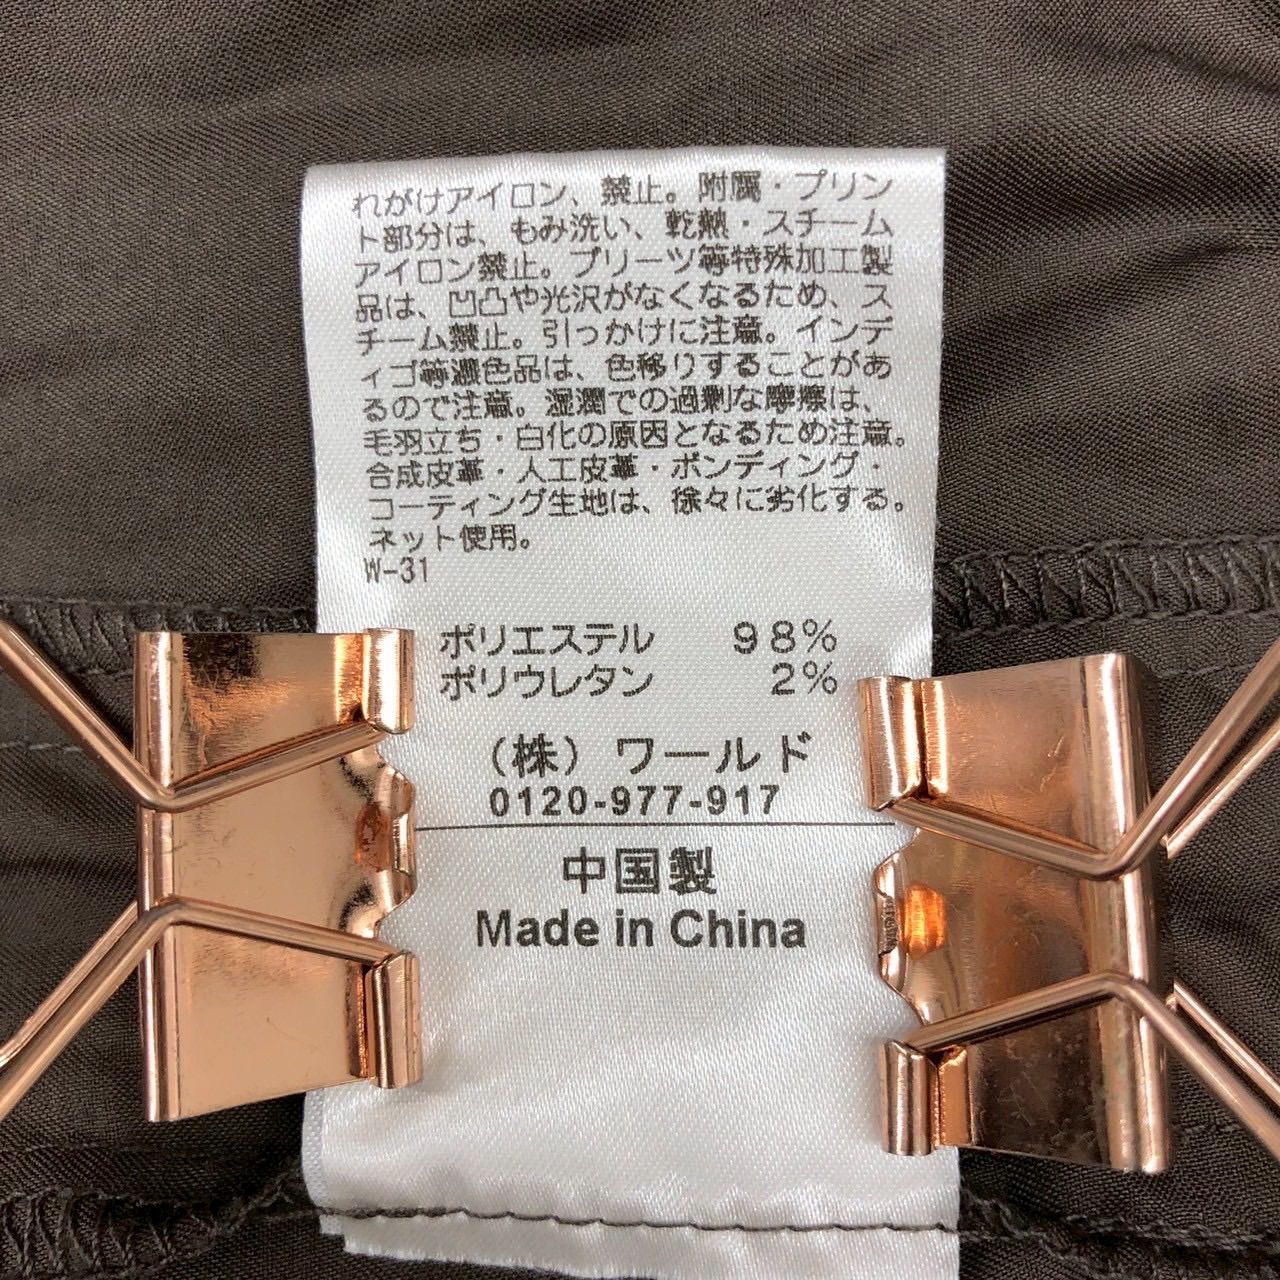 れがけアイロン、禁止。附属・プリン
ト部分は、もみ洗い、乾熱・スチーム
アイロン禁止。プリーツ等特殊加工製
品は、凹凸や光沢がなくなるため、ス
チーム禁止。引っかけに注意。インデ
ィゴ等濃色品は、色移りすることがあ
るので注意。湿潤での過剰な摩擦は、
毛羽立ち・白化の原因となるため注意。
合成皮革・人工皮革・ボンディング・
コーティング生地は、徐々に劣化する。
ネット使用。
W-31
ポリエステル 98%
ポリウレタン 2%
(株) ワールド
0120-977-917
中国製
Made in China